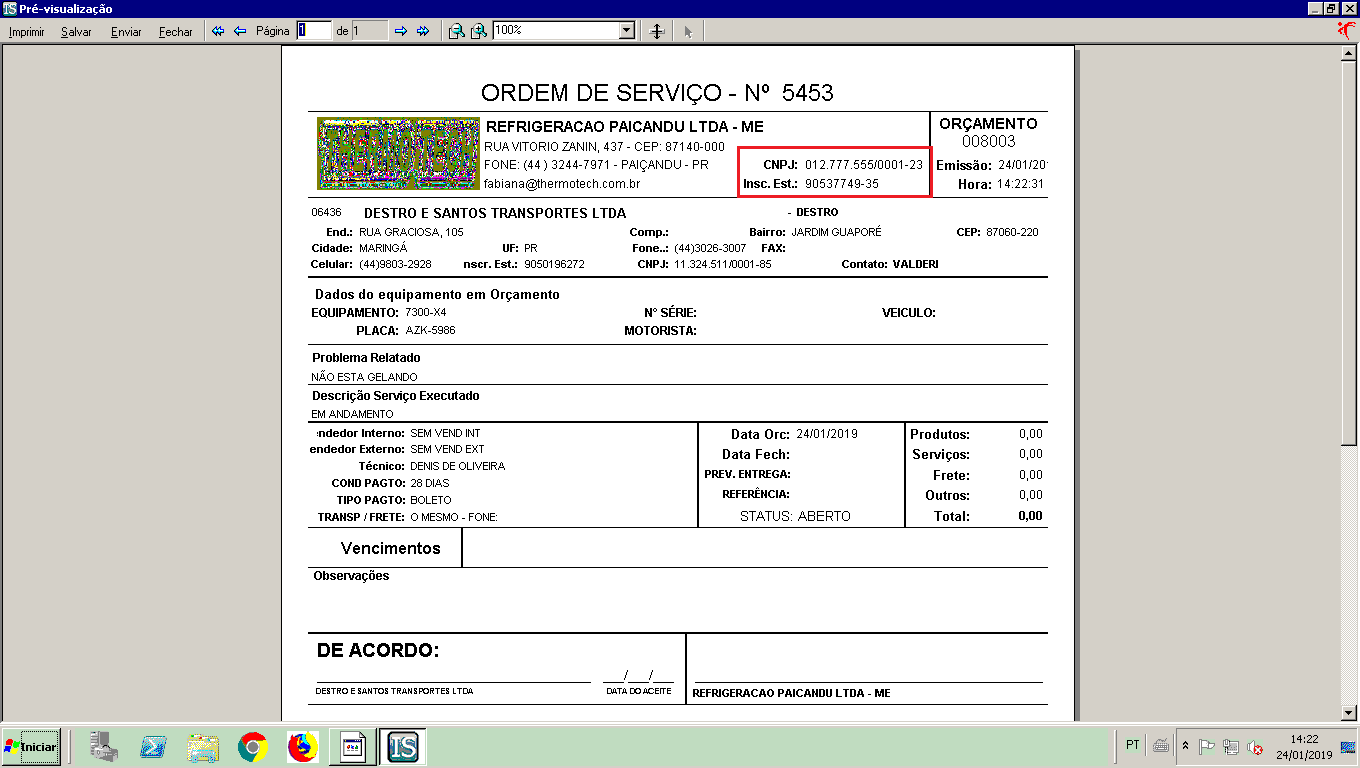 Pré-visualização
Imprimir Salvar Enviar Fechar Página 1 de 1 100%
ORDEM DE SERVIÇO - Nº 5453
THERMOTECH
REFRIGERACAO PAICANDU LTDA - ME
RUA VITORIO ZANIN, 437 - CEP: 87140-000
FONE: (44 ) 3244-7971 - PAIÇANDU - PR
fabiana@thermotech.com.br
CNPJ: 012.777.555/0001-23
Insc. Est.: 90537749-35
ORÇAMENTO
008003
Emissão: 24/01/20
Hora: 14:22:31
06436 DESTRO E SANTOS TRANSPORTES LTDA - DESTRO
End.: RUA GRACIOSA, 105 Comp.: Bairro: JARDIM GUAPORÉ CEP: 87060-220
Cidade: MARINGÁ UF: PR Fone..: (44)3026-3007 FAX:
Celular: (44)9803-2928 nscr. Est.: 9050196272 CNPJ: 11.324.511/0001-85 Contato: VALDERI
Dados do equipamento em Orçamento
EQUIPAMENTO: 7300-X4 Nº SÉRIE: VEICULO:
PLACA: AZK-5986 MOTORISTA:
Problema Relatado
NÃO ESTA GELANDO
Descrição Serviço Executado
EM ANDAMENTO
endedor Interno: SEM VEND INT
endedor Externo: SEM VEND EXT
Técnico: DENIS DE OLIVEIRA
COND PAGTO: 28 DIAS
TIPO PAGTO: BOLETO
TRANSP / FRETE: O MESMO - FONE:
Data Orc: 24/01/2019
Data Fech:
PREV. ENTREGA:
REFERÊNCIA:
STATUS: ABERTO
Produtos: 0,00
Serviços: 0,00
Frete: 0,00
Outros: 0,00
Total: 0,00
Vencimentos
Observações
DE ACORDO:
___/___/___
DESTRO E SANTOS TRANSPORTES LTDA DATA DO ACEITE REFRIGERACAO PAICANDU LTDA - ME
Iniciar IS PT 14:22
24/01/2019